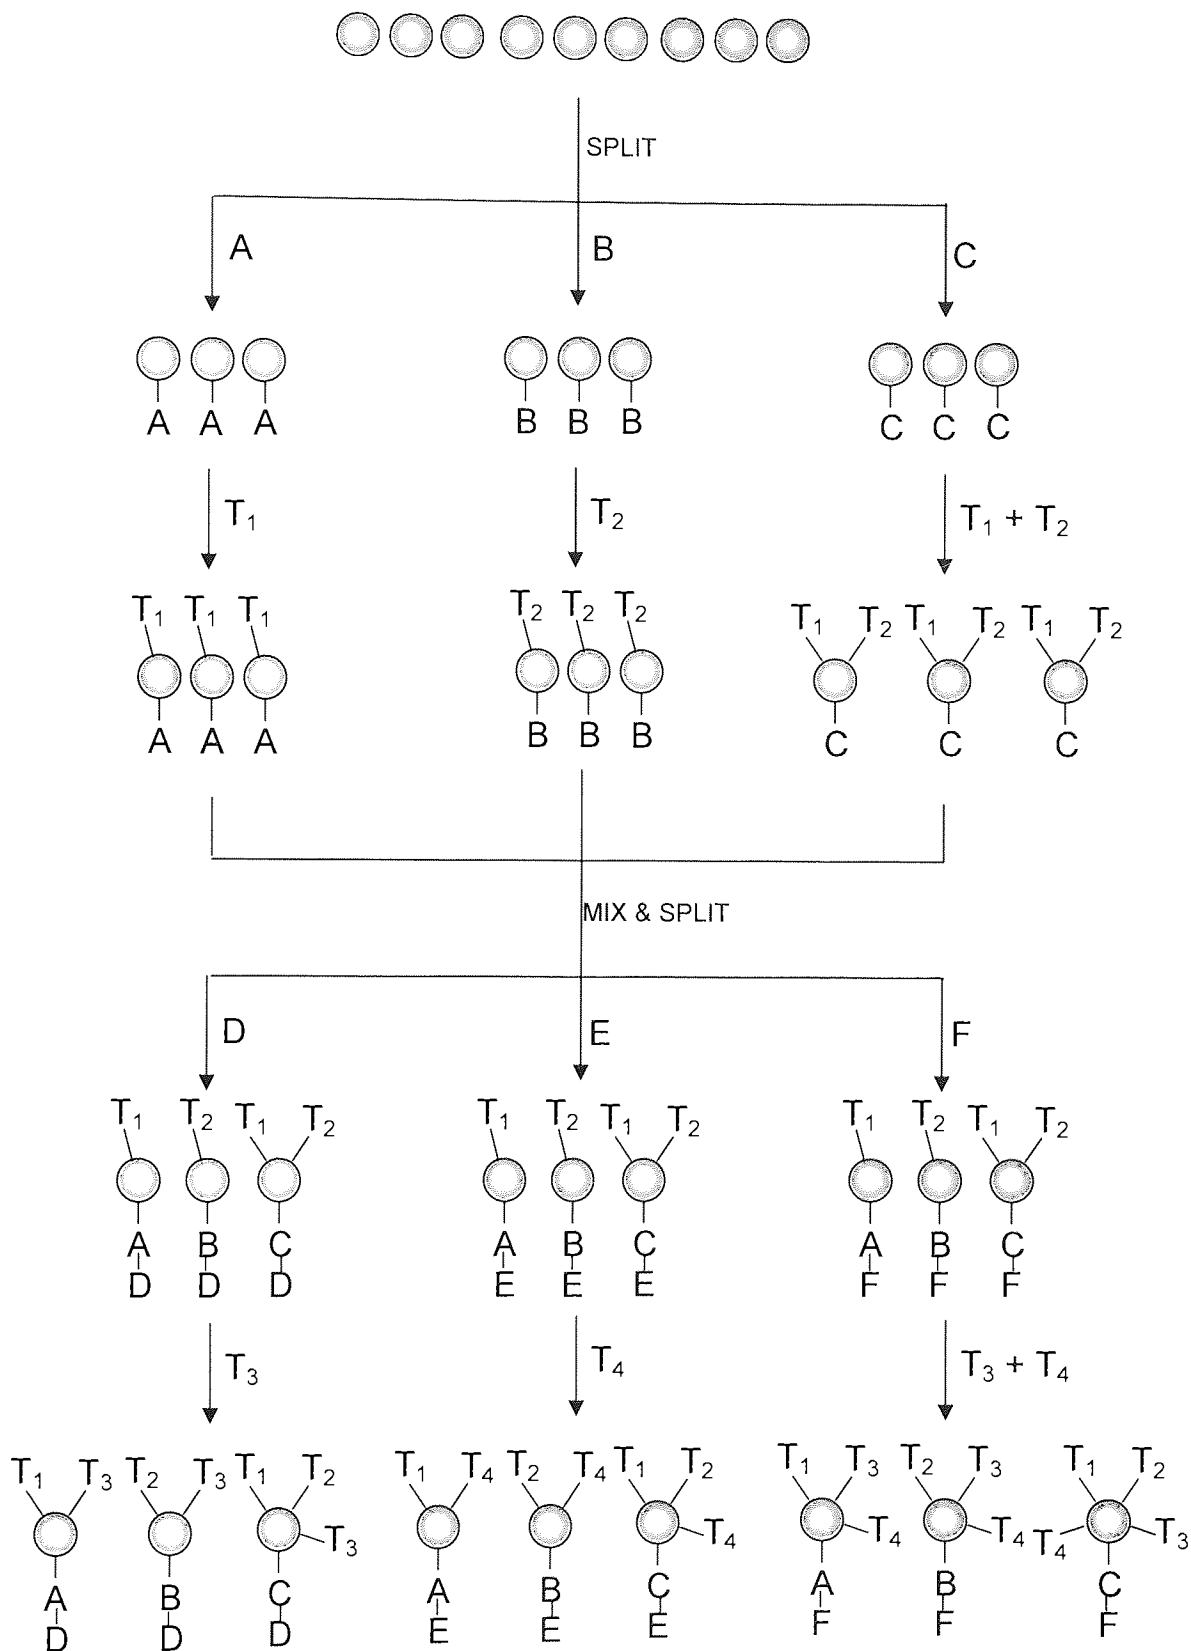 SPLIT
A B C
A A A B B B C C C
T₁ T₂ T₁ + T₂
T₁ T₁ T₁ T₂ T₂ T₂ T₁ T₂ T₁ T₂ T₁ T₂
A A A B B B C C C
MIX & SPLIT
D E F
T₁ T₂ T₁ T₂ T₁ T₂ T₁ T₂ T₁ T₂ T₁ T₂
A B C A B C A B C
D D D E E E F F F
T₃ T₄ T₃ + T₄
T₁ T₃ T₂ T₃ T₁ T₂ T₁ T₄ T₂ T₄ T₁ T₂ T₁ T₃ T₂ T₃ T₁ T₂
T₃ T₄ T₄ T₄ T₄ T₃
A B C A B C A B C
D D D E E E F F F